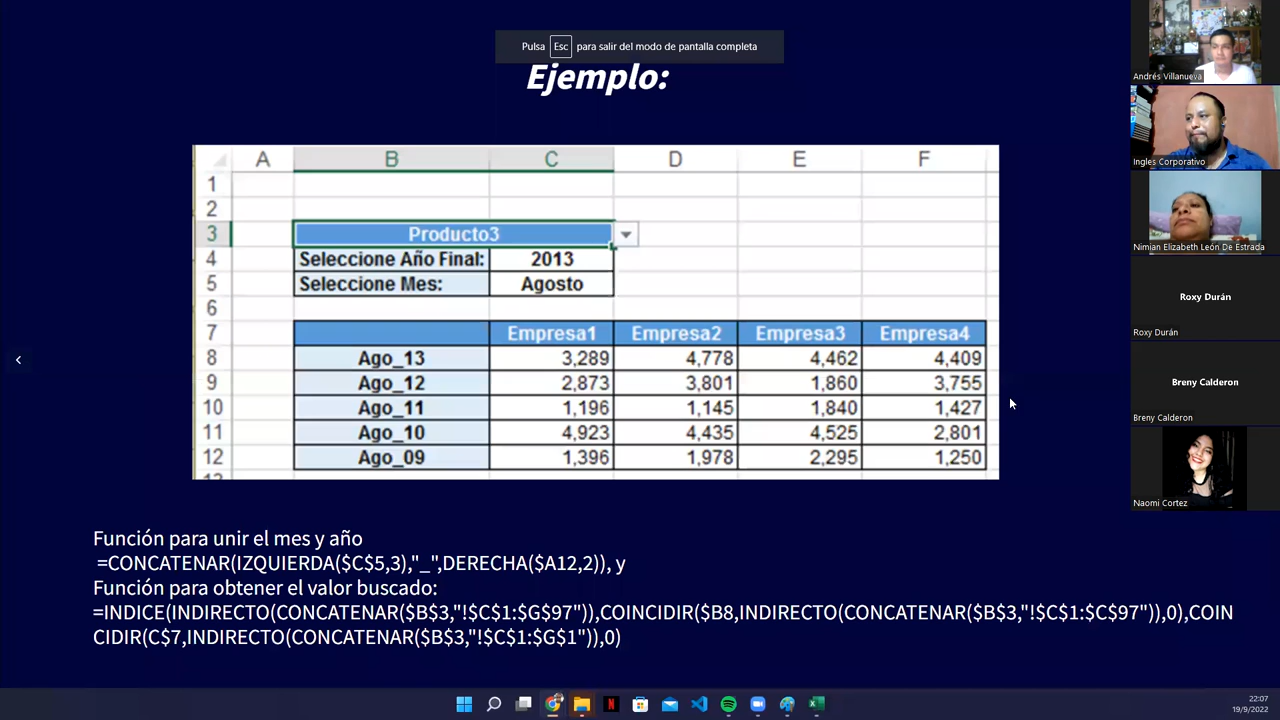 Pulsa Esc para salir del modo de pantalla completa
Ejemplo:
A B C D E F
1
2
3 Producto3
4 Seleccione Año Final: 2013
5 Seleccione Mes: Agosto
6
7 Empresa1 Empresa2 Empresa3 Empresa4
8 Ago_13 3,289 4,778 4,462 4,409
9 Ago_12 2,873 3,801 1,860 3,755
10 Ago_11 1,196 1,145 1,840 1,427
11 Ago_10 4,923 4,435 4,525 2,801
12 Ago_09 1,396 1,978 2,295 1,250
Función para unir el mes y año
=CONCATENAR(IZQUIERDA($C$5,3),"_",DERECHA($A12,2)), y
Función para obtener el valor buscado:
=INDICE(INDIRECTO(CONCATENAR($B$3,"!$C$1:$G$97")),COINCIDIR($B8,INDIRECTO(CONCATENAR($B$3,"!$C$1:$C$97")),0),COIN
CIDIR(C$7,INDIRECTO(CONCATENAR($B$3,"!$C$1:$G$1")),0)
Andrés Villanueva
Ingles Corporativo
Nimian Elizabeth León De Estrada
Roxy Durán
Roxy Durán
Breny Calderon
Breny Calderon
Naomi Cortez
N
22:07
19/9/2022